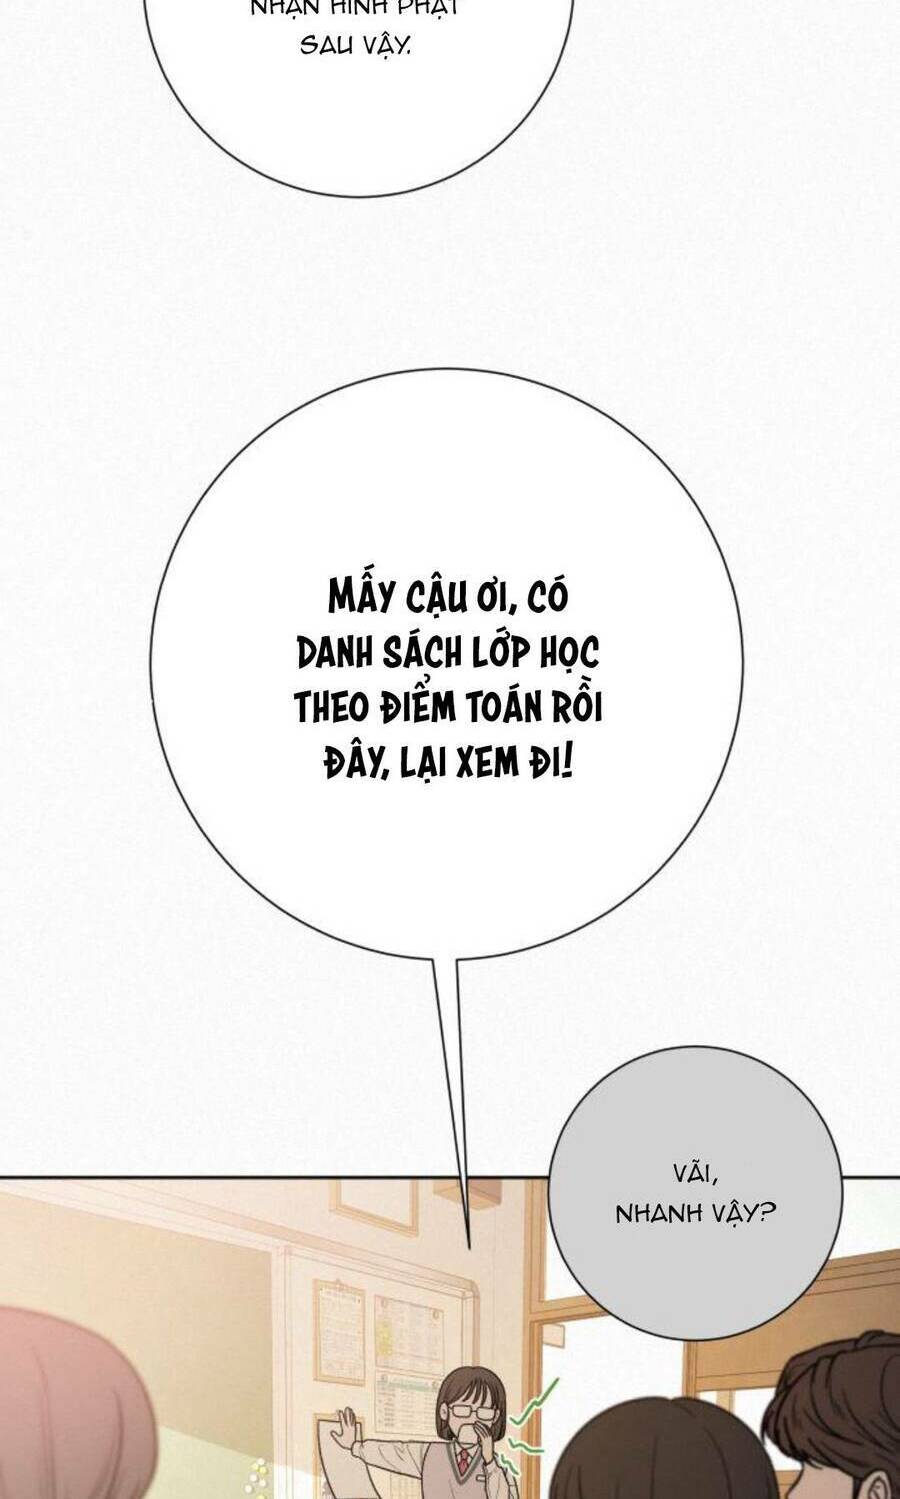 NHẬN HÌNH PHẠT
SAU VẬY.
MẤY CẬU ƠI, CÓ
DANH SÁCH LỚP HỌC
THEO ĐIỂM TOÁN RỒI
ĐÂY, LẠI XEM ĐI!
VÃI,
NHANH VẬY?